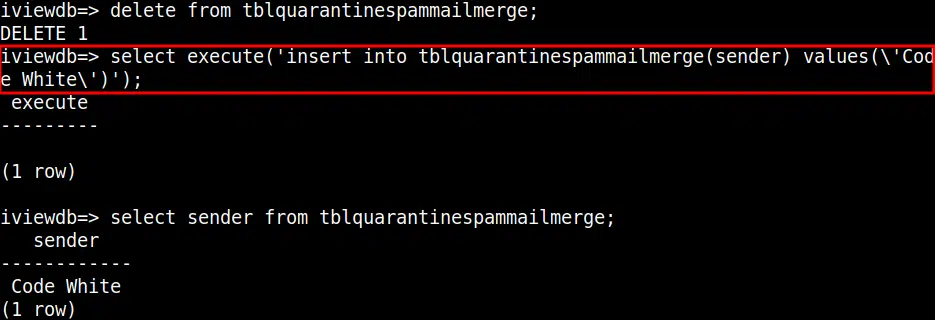 iviewdb=> delete from tblquarantinespammailmerge;
DELETE 1
iviewdb=> select execute('insert into tblquarantinespammailmerge(sender) values(\'Cod
e White\')');
 execute
---------

(1 row)

iviewdb=> select sender from tblquarantinespammailmerge;
   sender
------------
 Code White
(1 row)